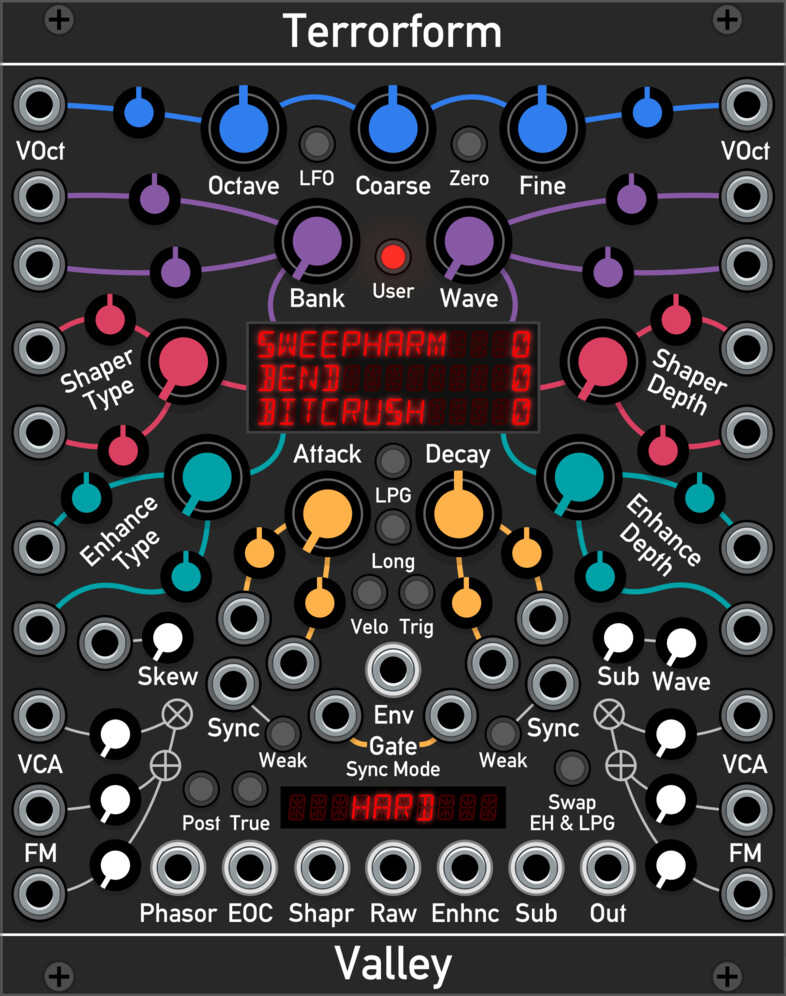 Terrorform
VOct
VOct
Octave
LFO
Coarse
Zero
Fine
Bank
User
Wave
SWEEPHARM 0
BEND 0
BITCRUSH 0
Shaper
Type
Shaper
Depth
Attack
Decay
LPG
Long
Enhance
Type
Enhance
Depth
Velo Trig
Skew
Sub
Wave
Env
Sync
Sync
Weak
Gate
Weak
Sync Mode
VCA
VCA
Post True
HARD
Swap
EH & LPG
FM
FM
Phasor EOC Shapr Raw Enhnc Sub Out
Valley